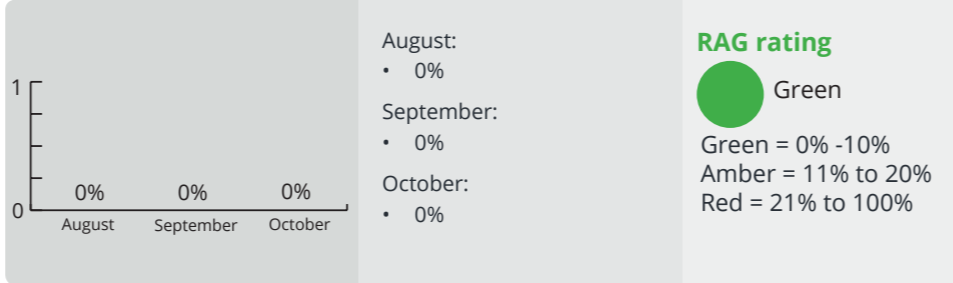 1
0
0%
0%
0%
August
September
October
August:
• 0%
September:
• 0%
October:
• 0%
RAG rating
Green
Green = 0% -10%
Amber = 11% to 20%
Red = 21% to 100%